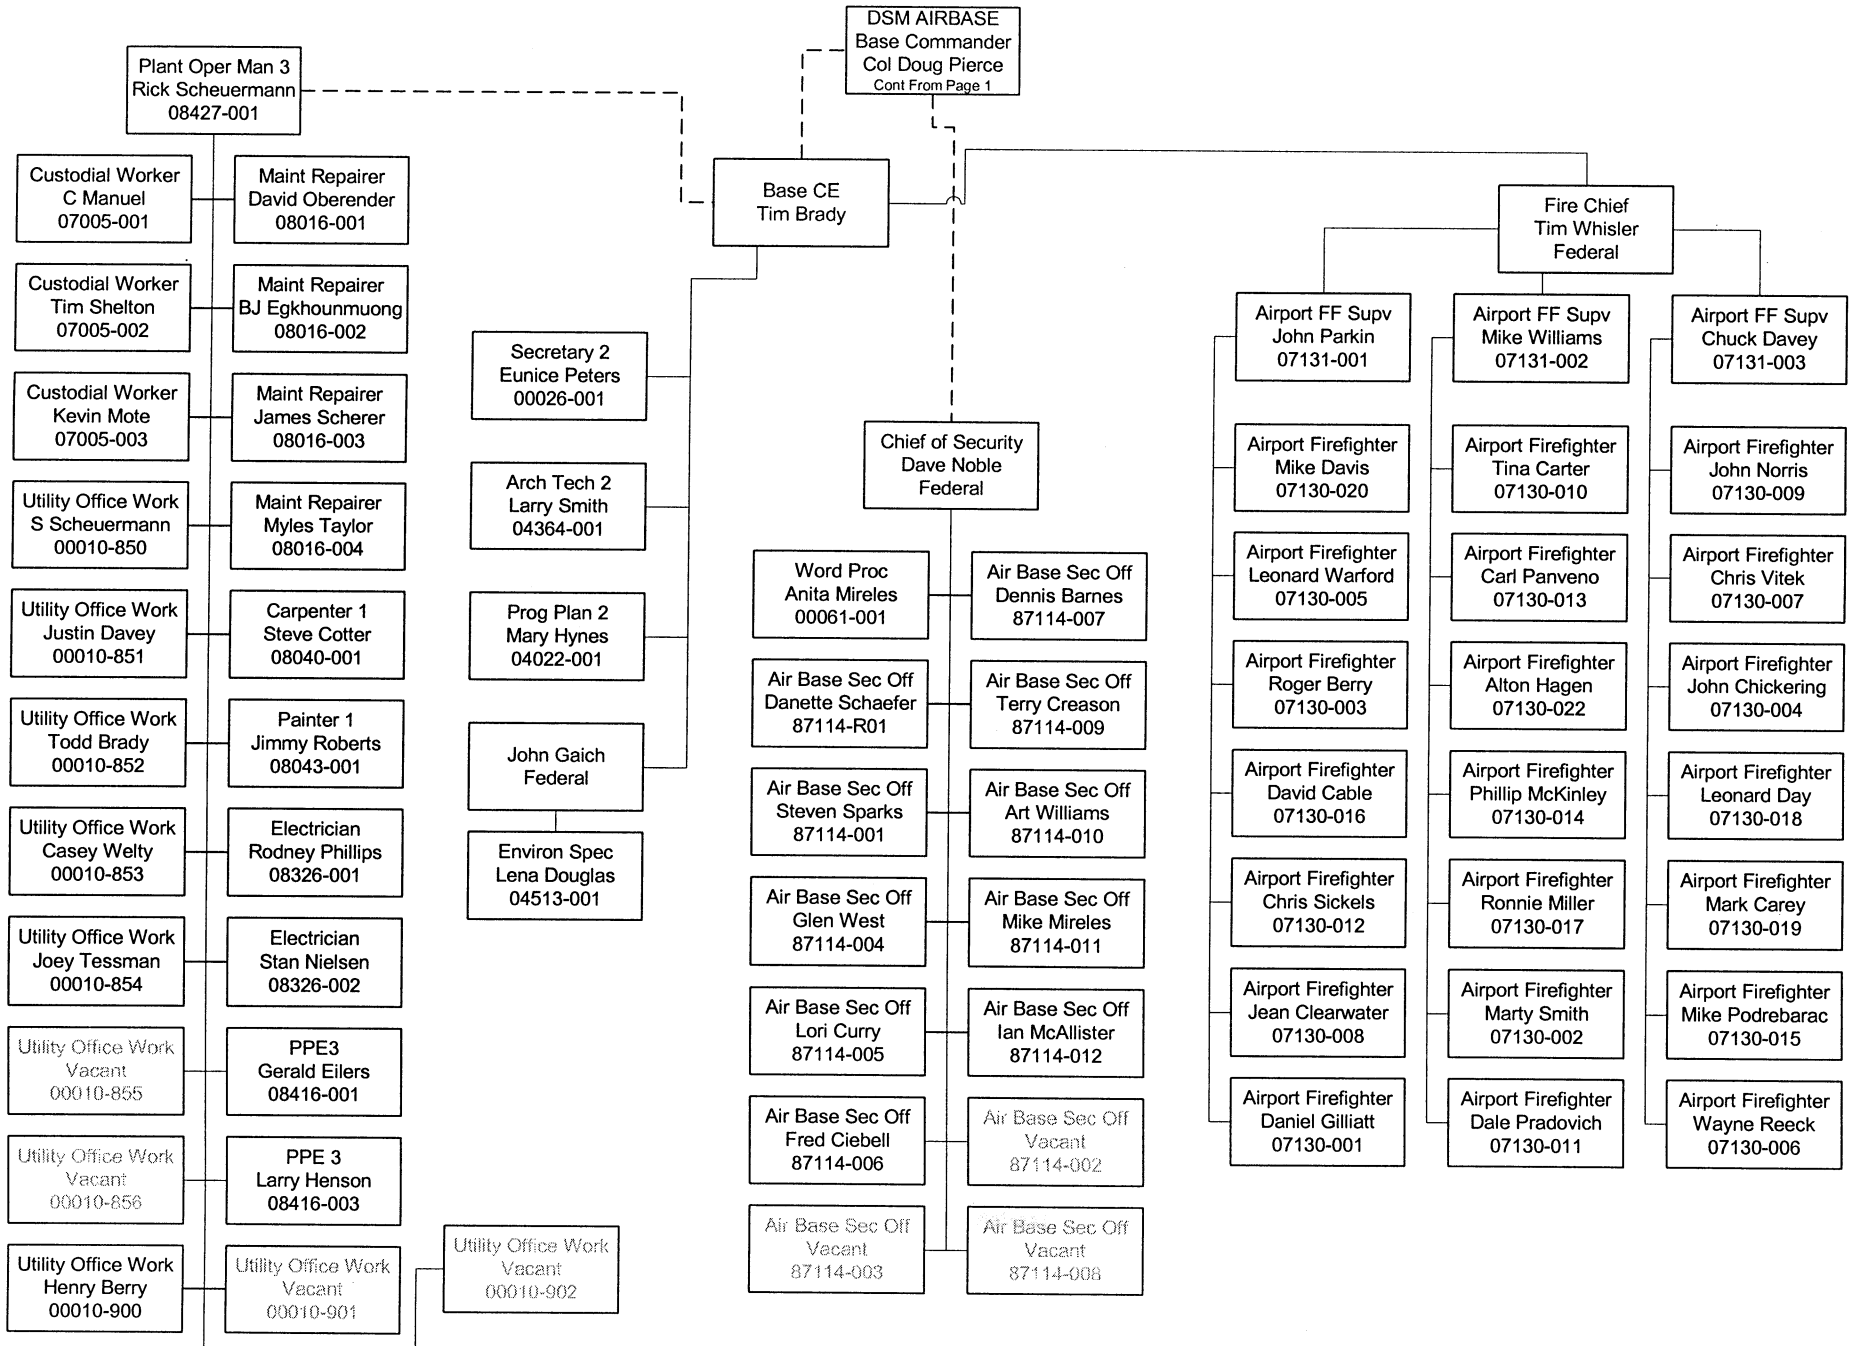 DSM AIRBASE
Base Commander
Col Doug Pierce
Cont From Page 1
Plant Oper Man 3
Rick Scheuermann
08427-001
Base CE
Tim Brady
Fire Chief
Tim Whisler
Federal
Custodial Worker
C Manuel
07005-001
Maint Repairer
David Oberender
08016-001
Custodial Worker
Tim Shelton
07005-002
Maint Repairer
BJ Egkhounmuong
08016-002
Custodial Worker
Kevin Mote
07005-003
Maint Repairer
James Scherer
08016-003
Utility Office Work
S Scheuermann
00010-850
Maint Repairer
Myles Taylor
08016-004
Utility Office Work
Justin Davey
00010-851
Carpenter 1
Steve Cotter
08040-001
Utility Office Work
Todd Brady
00010-852
Painter 1
Jimmy Roberts
08043-001
Utility Office Work
Casey Welty
00010-853
Electrician
Rodney Phillips
08326-001
Utility Office Work
Joey Tessman
00010-854
Electrician
Stan Nielsen
08326-002
Utility Office Work
Vacant
00010-855
PPE3
Gerald Eilers
08416-001
Utility Office Work
Vacant
00010-856
PPE 3
Larry Henson
08416-003
Utility Office Work
Henry Berry
00010-900
Utility Office Work
Vacant
00010-901
Utility Office Work
Vacant
00010-902
Secretary 2
Eunice Peters
00026-001
Arch Tech 2
Larry Smith
04364-001
Prog Plan 2
Mary Hynes
04022-001
John Gaich
Federal
Environ Spec
Lena Douglas
04513-001
Chief of Security
Dave Noble
Federal
Word Proc
Anita Mireles
00061-001
Air Base Sec Off
Dennis Barnes
87114-007
Air Base Sec Off
Danette Schaefer
87114-R01
Air Base Sec Off
Terry Creason
87114-009
Air Base Sec Off
Steven Sparks
87114-001
Air Base Sec Off
Art Williams
87114-010
Air Base Sec Off
Glen West
87114-004
Air Base Sec Off
Mike Mireles
87114-011
Air Base Sec Off
Lori Curry
87114-005
Air Base Sec Off
Ian McAllister
87114-012
Air Base Sec Off
Fred Ciebell
87114-006
Air Base Sec Off
Vacant
87114-002
Air Base Sec Off
Vacant
87114-003
Air Base Sec Off
Vacant
87114-008
Airport FF Supv
John Parkin
07131-001
Airport Firefighter
Mike Davis
07130-020
Airport Firefighter
Leonard Warford
07130-005
Airport Firefighter
Roger Berry
07130-003
Airport Firefighter
David Cable
07130-016
Airport Firefighter
Chris Sickels
07130-012
Airport Firefighter
Jean Clearwater
07130-008
Airport Firefighter
Daniel Gilliatt
07130-001
Airport FF Supv
Mike Williams
07131-002
Airport Firefighter
Tina Carter
07130-010
Airport Firefighter
Carl Panveno
07130-013
Airport Firefighter
Alton Hagen
07130-022
Airport Firefighter
Phillip McKinley
07130-014
Airport Firefighter
Ronnie Miller
07130-017
Airport Firefighter
Marty Smith
07130-002
Airport Firefighter
Dale Pradovich
07130-011
Airport FF Supv
Chuck Davey
07131-003
Airport Firefighter
John Norris
07130-009
Airport Firefighter
Chris Vitek
07130-007
Airport Firefighter
John Chickering
07130-004
Airport Firefighter
Leonard Day
07130-018
Airport Firefighter
Mark Carey
07130-019
Airport Firefighter
Mike Podrebarac
07130-015
Airport Firefighter
Wayne Reeck
07130-006